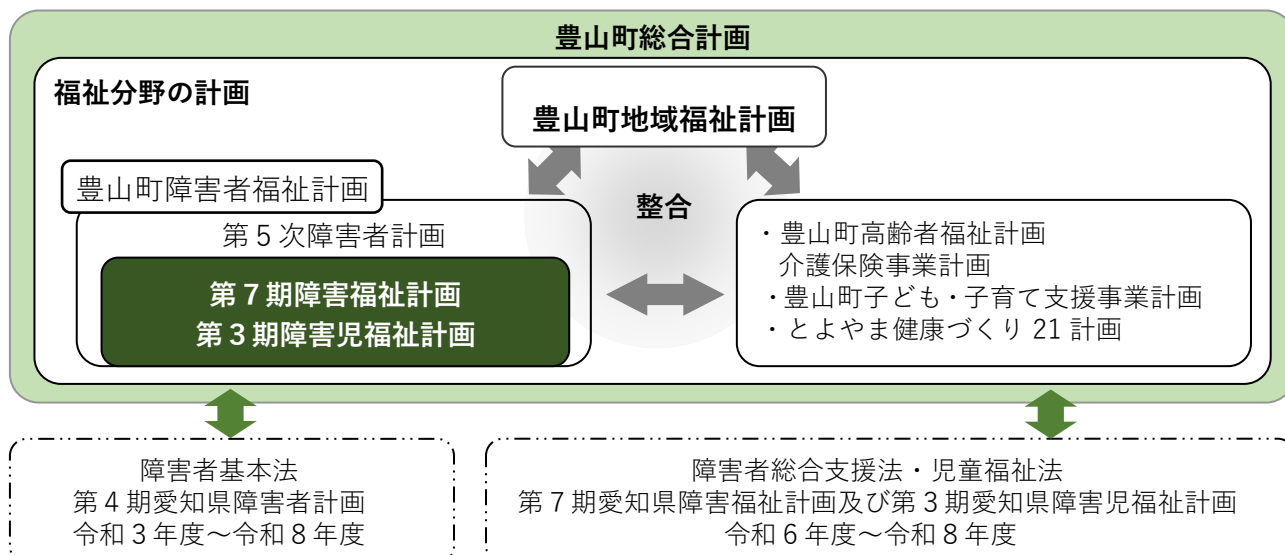 豊山町総合計画
福祉分野の計画
豊山町地域福祉計画
整合
豊山町障害者福祉計画
第5次障害者計画
第7期障害福祉計画
第3期障害児福祉計画
・豊山町高齢者福祉計画
介護保険事業計画
・豊山町子ども・子育て支援事業計画
・とよやま健康づくり 21 計画
障害者基本法
第4期愛知県障害者計画
令和3年度～令和8年度
障害者総合支援法・児童福祉法
第7期愛知県障害福祉計画及び第3期愛知県障害児福祉計画
令和6年度～令和8年度